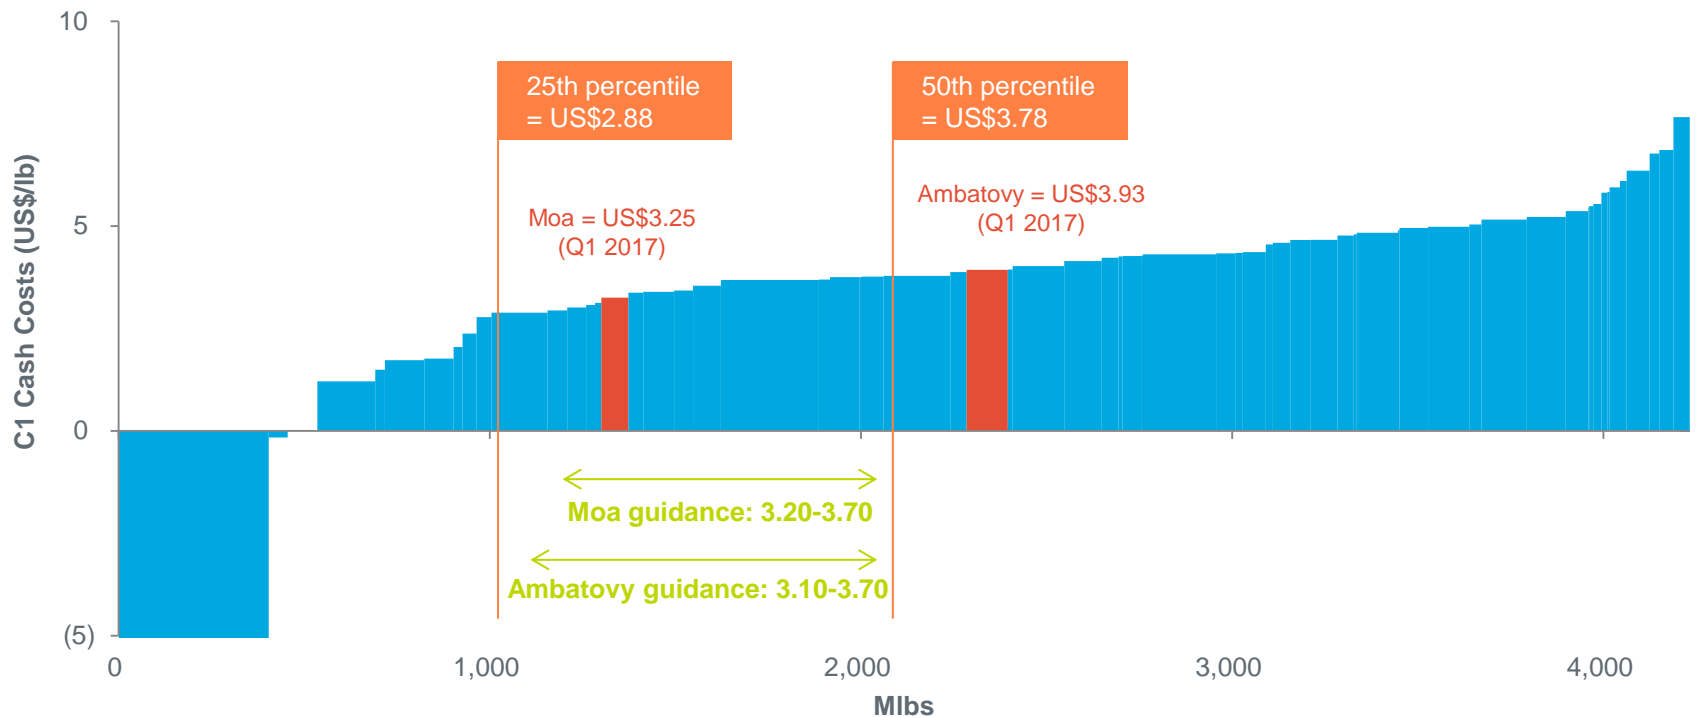 10
25th percentile
= US$2.88
50th percentile
= US$3.78
Ambatovy = US$3.93
(Q1 2017)
Moa = US$3.25
(Q1 2017)
5
C1 Cash Costs (US$/lb)
0
Moa guidance: 3.20-3.70
Ambatovy guidance: 3.10-3.70
(5)
0
1,000
2,000
3,000
4,000
Mlbs